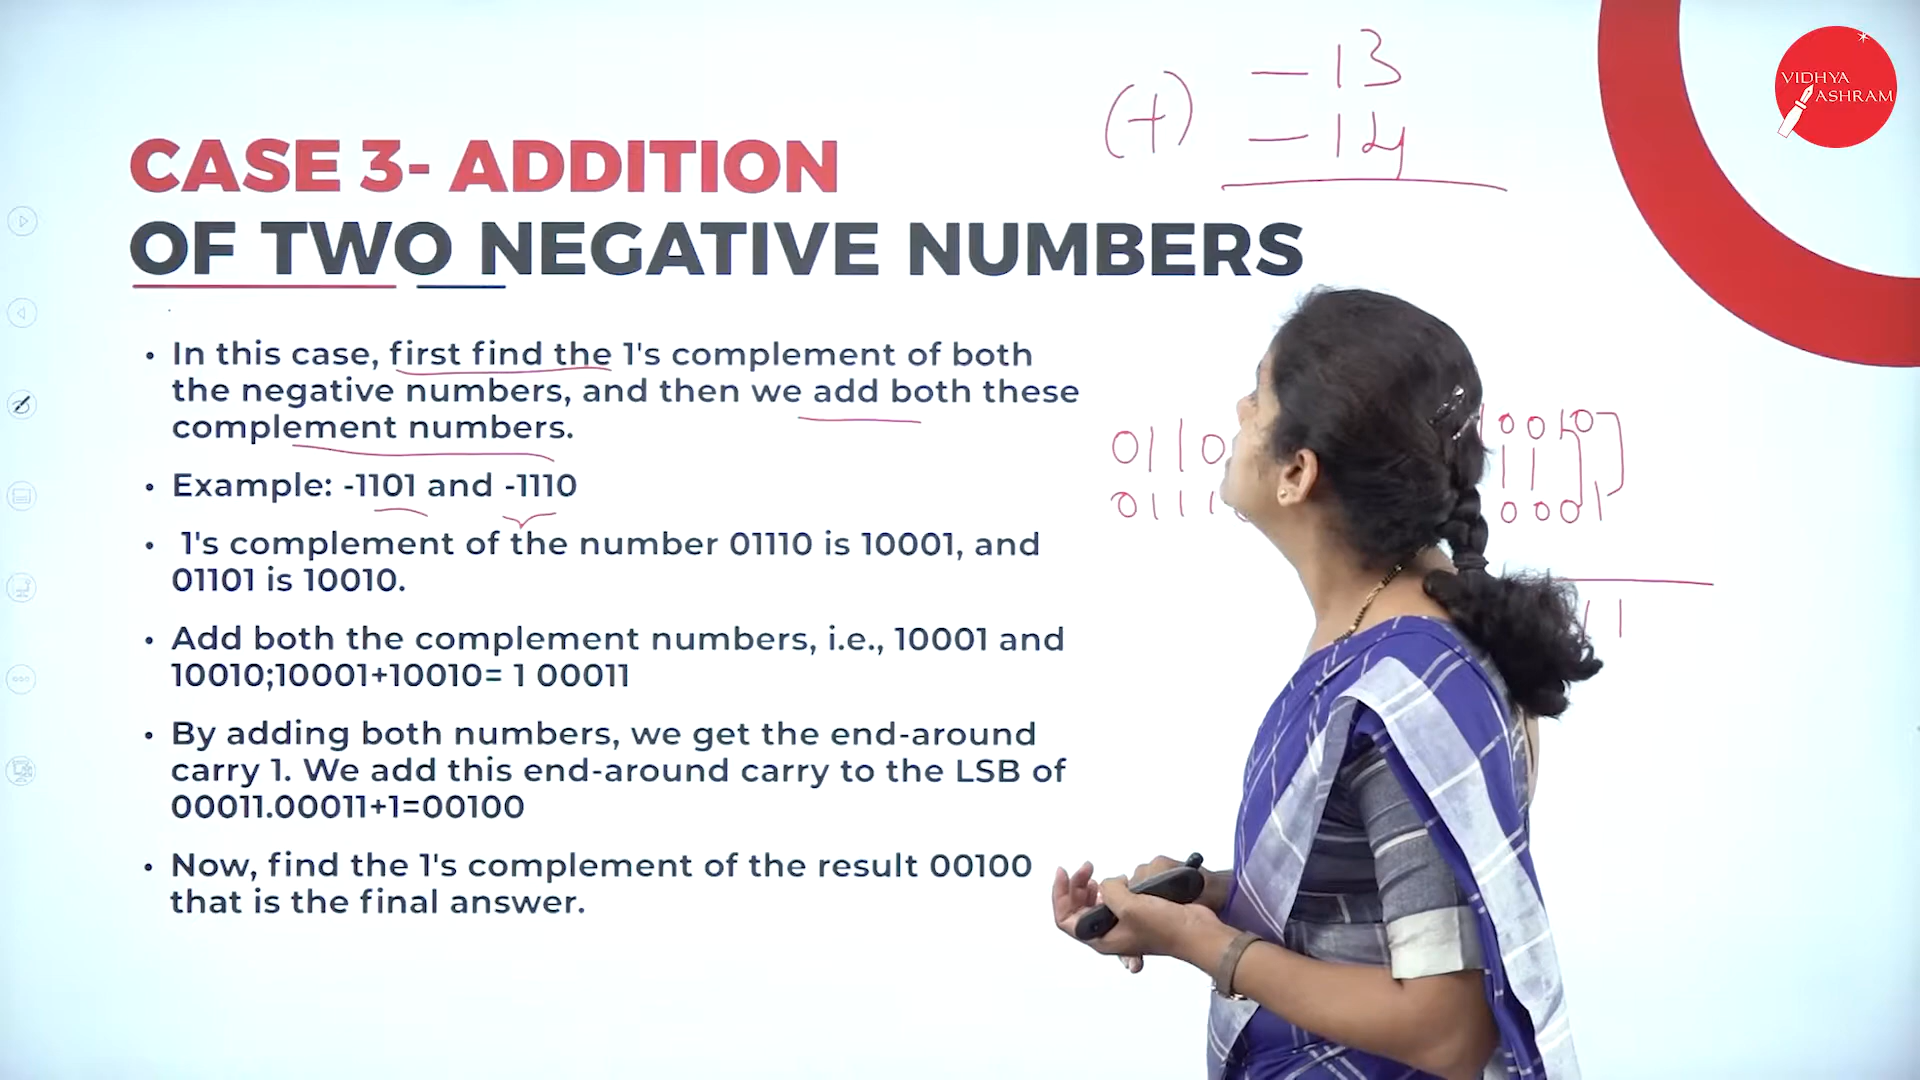 VIDHYA
ASHRAM
(+) -13
-14
CASE 3- ADDITION
OF TWO NEGATIVE NUMBERS
• In this case, first find the 1's complement of both
the negative numbers, and then we add both these
complement numbers.
• Example: -1101 and -1110
• 1's complement of the number 01110 is 10001, and
01101 is 10010.
• Add both the complement numbers, i.e., 10001 and
10010;10001+10010= 1 00011
• By adding both numbers, we get the end-around
carry 1. We add this end-around carry to the LSB of
00011.00011+1=00100
• Now, find the 1's complement of the result 00100
that is the final answer.
0110
0111
10010
0001
11